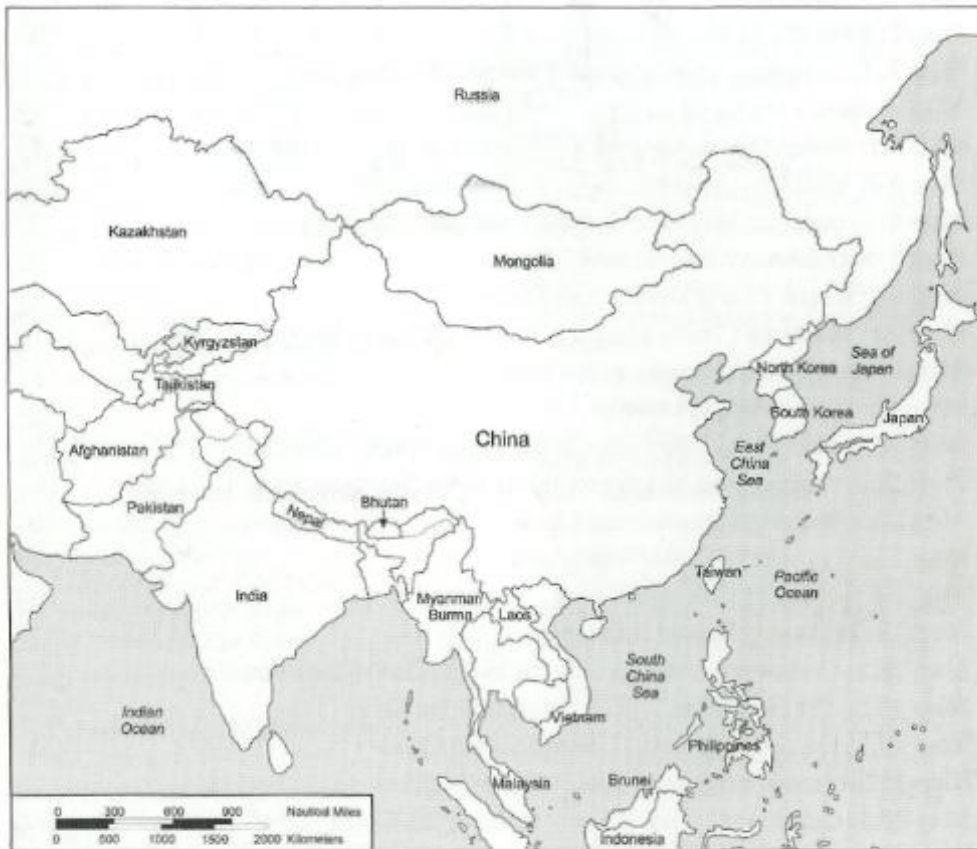 Russia
Kazakhstan
Mongolia
Kyrgyzstan
Tajikistan
North Korea
Sea of
Japan
South Korea
Japan
China
Afghanistan
East
China
Sea
Pakistan
Nepal
Bhutan
Taiwan
Pacific
Ocean
India
Myanmar
Burma
Laos
South
China
Sea
Indian
Ocean
Vietnam
Philippines
Malaysia
Brunei
Indonesia
0 300 600 900 Nautical Miles
0 500 1000 1500 2000 Kilometers